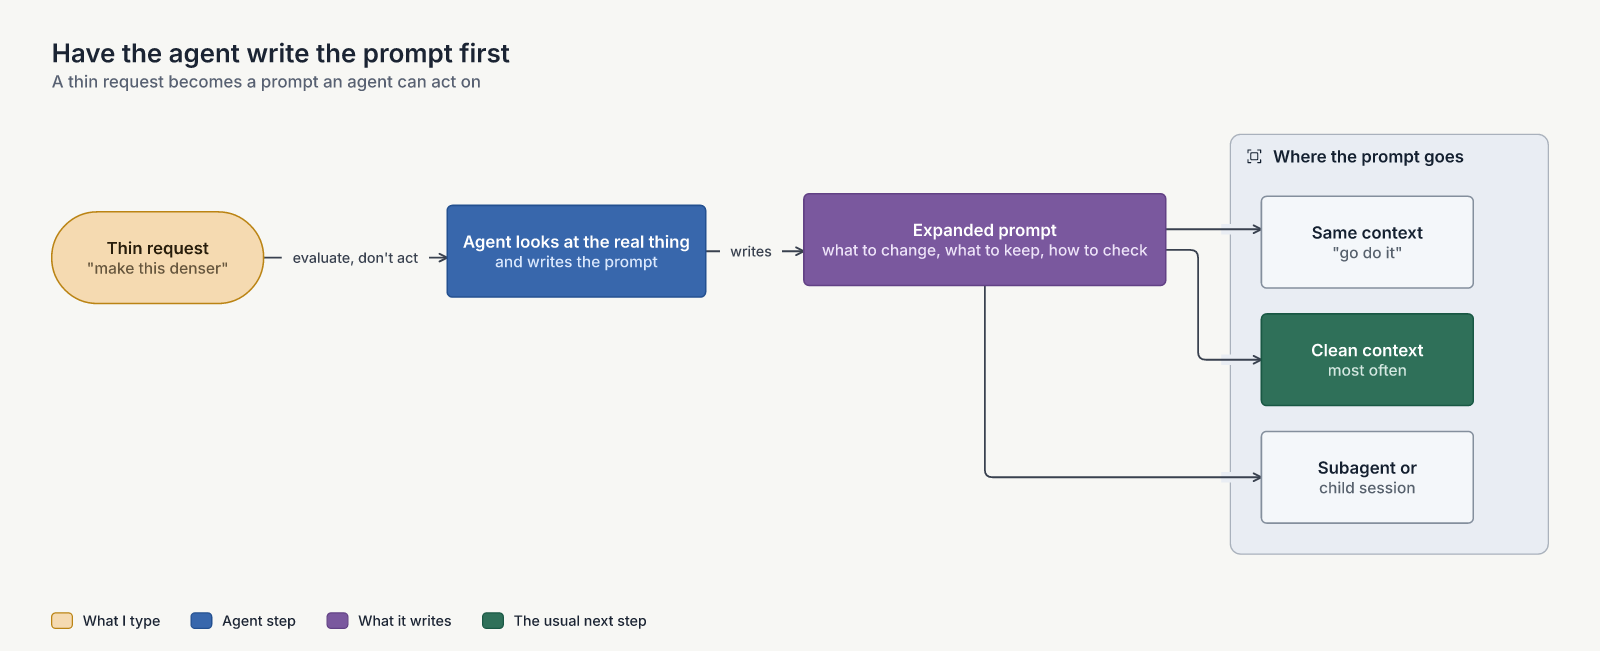 Have the agent write the prompt first
A thin request becomes a prompt an agent can act on
Where the prompt goes
Thin request
"make this denser"
evaluate, don't act
Agent looks at the real thing
and writes the prompt
writes
Expanded prompt
what to change, what to keep, how to check
Same context
"go do it"
Clean context
most often
Subagent or
child session
What I type
Agent step
What it writes
The usual next step